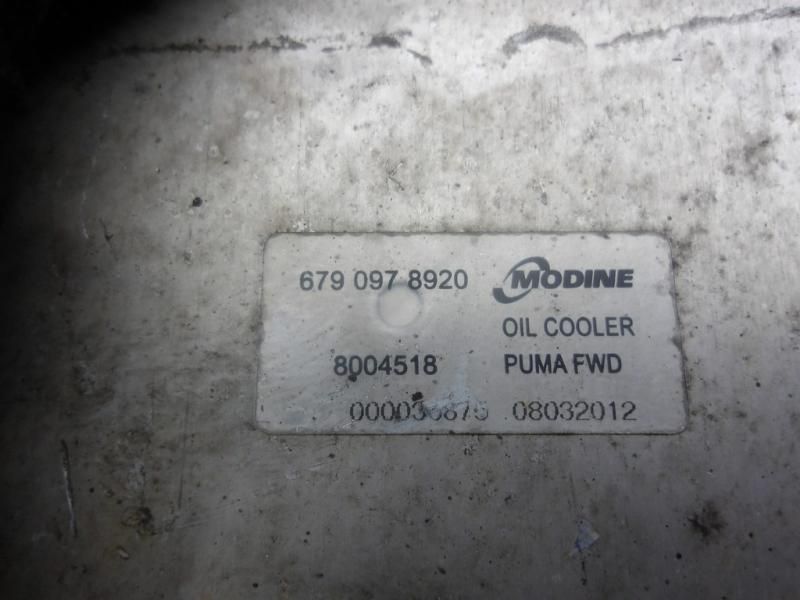 679 097 8920 MODINE
OIL COOLER
8004518 PUMA FWD
08032012